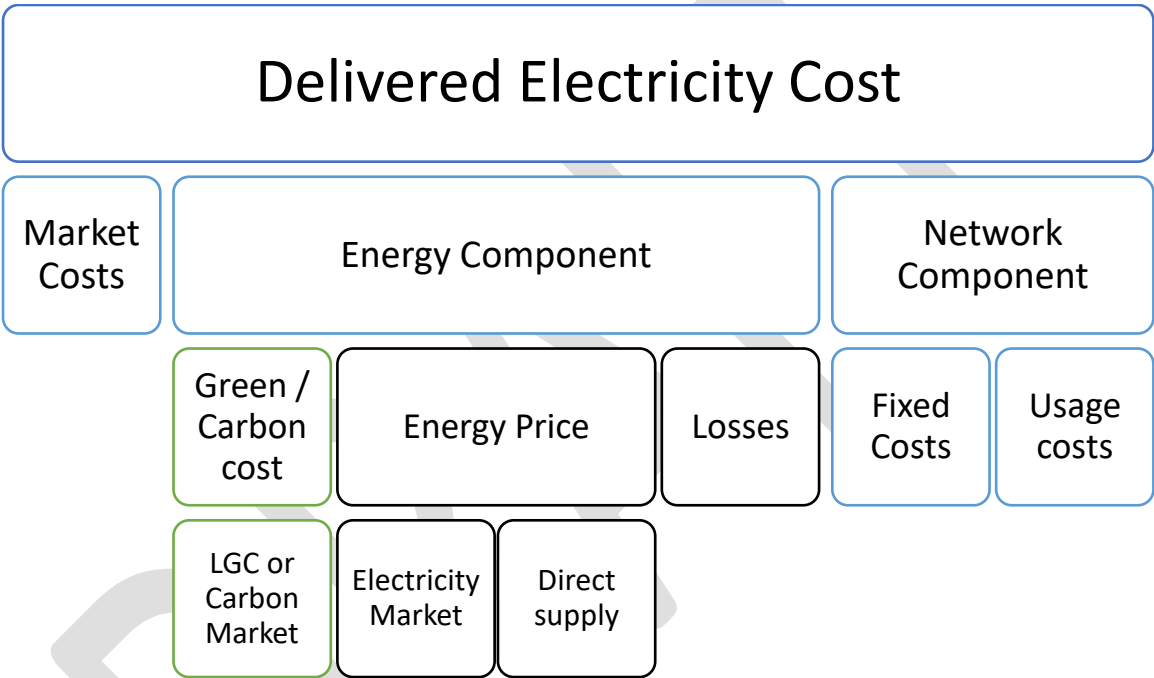 Delivered Electricity Cost
Market
Costs
Energy Component
Network
Component
Green /
Carbon
cost
Energy Price
Losses
Fixed
Costs
Usage
costs
LGC or
Carbon
Market
Electricity
Market
Direct
supply